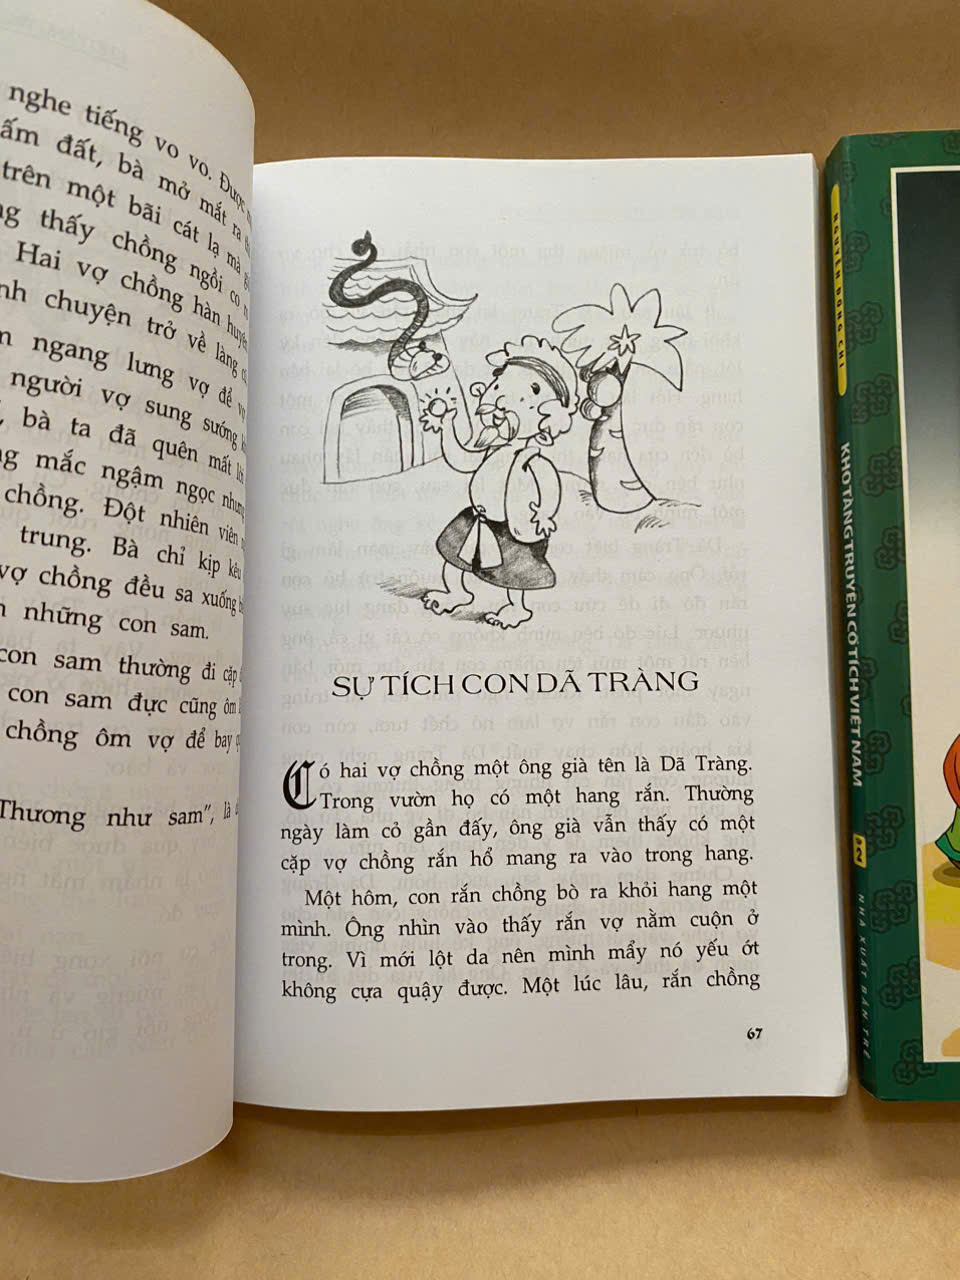 nghe tiếng vo vo. Được
đất, bà mở mắt ra
trên một bãi cát lạ mà
thấy chồng ngồi co
Hai vợ chồng hàn huyên
chuyện trở về làng
ngang lưng vợ để
người vợ sung sướng
bà ta đã quên mất
mắc ngậm ngọc nhưng
chồng. Đột nhiên viên
trung. Bà chỉ kịp kêu
vợ chồng đều sa xuống
những con sam.
con sam thường đi cặp
con sam đực cũng ôm
chồng ôm vợ để bay
Thương như sam", là
SỰ TÍCH CON DÃ TRÀNG
Có hai vợ chồng một ông già tên là Dã Tràng.
Trong vườn họ có một hang rắn. Thường
ngày làm cỏ gần đấy, ông già vẫn thấy có một
cặp vợ chồng rắn hổ mang ra vào trong hang.
Một hôm, con rắn chồng bò ra khỏi hang một
mình. Ông nhìn vào thấy rắn vợ nằm cuộn ở
trong. Vì mới lột da nên mình mẩy nó yếu ớt
không cựa quậy được. Một lúc lâu, rắn chồng
67
NGUYỄN ĐỔNG CHI
KHO TÀNG TRUYỆN CỔ TÍCH VIỆT NAM
NHÀ XUẤT BẢN TRẺ